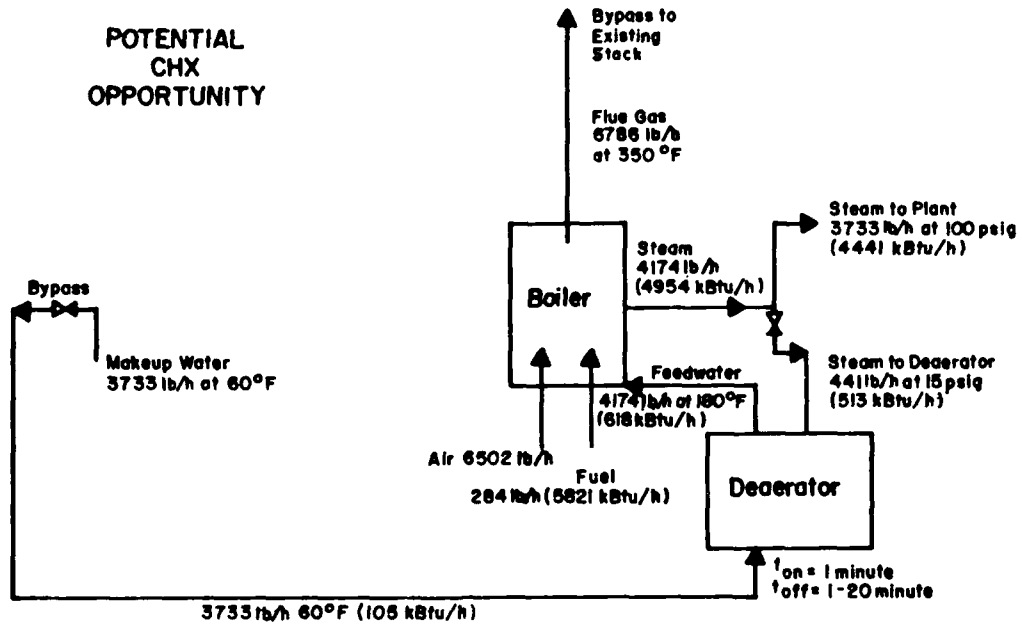 POTENTIAL
CHX
OPPORTUNITY
Bypass to
Existing
Stack
Flue Gas
6786 lb/h
at 350°F
Steam to Plant
3733 lb/h at 100 psig
(4441 kBtu/h)
Steam
4174 lb/h
(4954 kBtu/h)
Boiler
Bypass
Makeup Water
3733 lb/h at 60°F
Steam to Deaerator
441 lb/h at 15 psig
(513 kBtu/h)
Feedwater
4174 lb/h at 180°F
(618 kBtu/h)
Air 6502 lb/h
Fuel
284 lb/h (5821 kBtu/h)
Deaerator
ton = 1 minute
toff = 1-20 minute
3733 lb/h 60°F (105 kBtu/h)